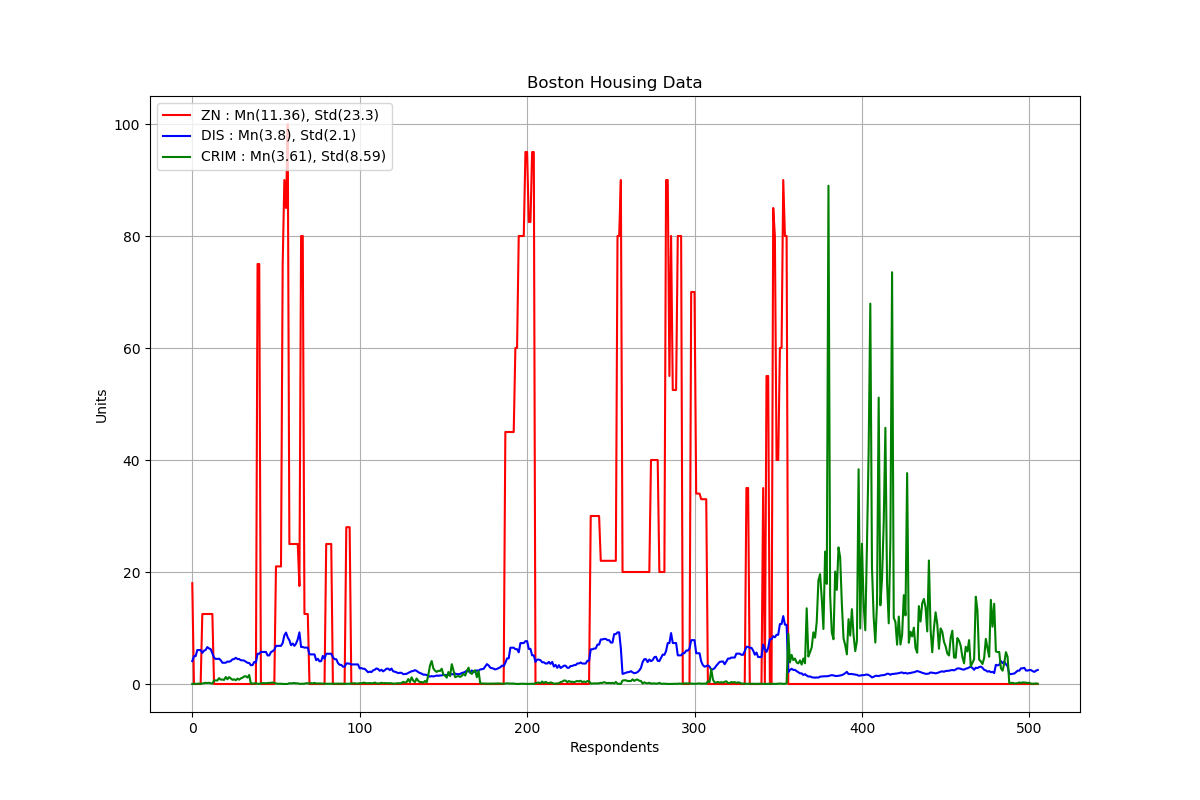 Boston Housing Data
ZN : Mn(11.36), Std(23.3)
DIS : Mn(3.8), Std(2.1)
CRIM : Mn(3.61), Std(8.59)
100
80
60
40
20
0
Units
0 100 200 300 400 500
Respondents